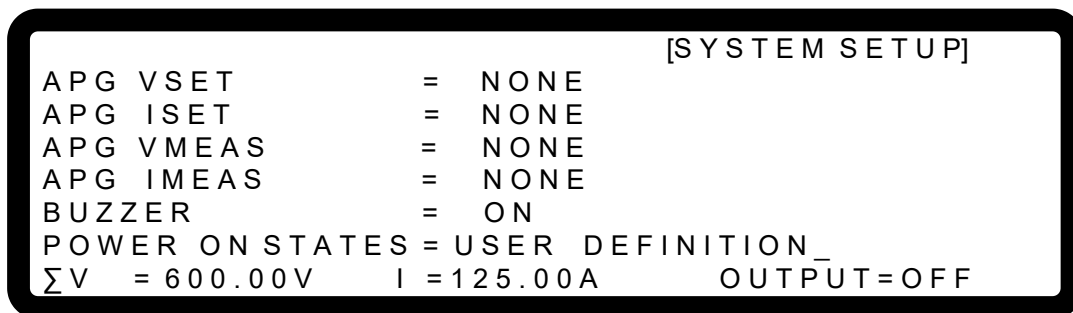 [SYSTEM SETUP]
APG VSET = NONE
APG ISET = NONE
APG VMEAS = NONE
APG IMEAS = NONE
BUZZER = ON
POWER ON STATES = USER DEFINITION_
∑V = 600.00V I =125.00A OUTPUT=OFF